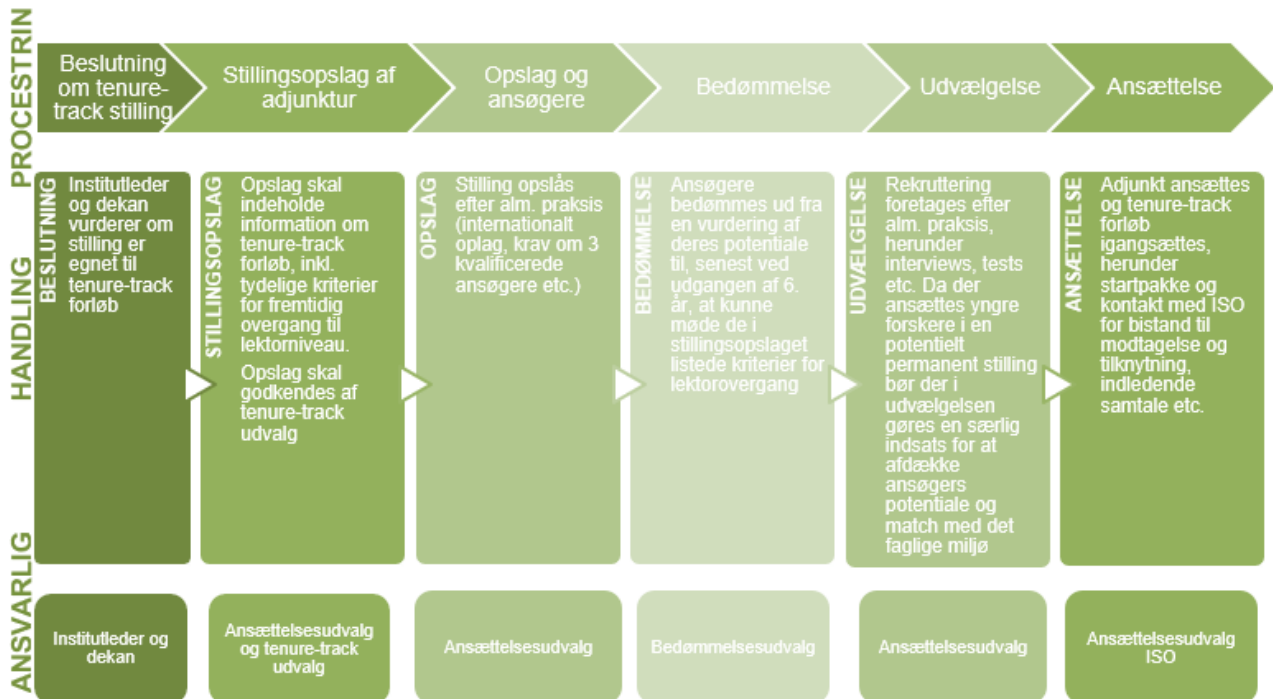 PROCESTRIN
Beslutning
om tenure-
track stilling
Stillingsopslag af
adjunktur
Opslag og
ansøgere
Bedømmelse
Udvælgelse
Ansættelse
HANDLING
BESLUTNING
Institutleder
og dekan
vurderer om
stilling er
egnet til
tenure-track
forløb
STILLINGSOPSLAG
Opslag skal
indeholde
information om
tenure-track
forløb, inkl.
tydelige kriterier
for fremtidig
overgang til
lektorniveau.
Opslag skal
godkendes af
tenure-track
udvalg
OPSLAG
Stilling opslås
efter alm. praksis
(internationalt
oplag, krav om 3
kvalificerede
ansøgere etc.)
BEDØMMELSE
Ansøgere
bedømmes ud fra
en vurdering af
deres potentiale
til, senest ved
udgangen af 6.
år, at kunne
møde de i
stillingsopslaget
listede kriterier for
lektorovergang
UDVÆLGELSE
Rekruttering
foretages efter
alm. praksis,
herunder
interviews, tests
etc. Da der
ansættes yngre
forskere i en
potentielt
permanent stilling
bør der i
udvælgelsen
gøres en særlig
indsats for at
afdække
ansøgers
potentiale og
match med det
faglige miljø
ANSÆTTELSE
Adjunkt ansættes
og tenure-track
forløb
igangsættes,
herunder
startpakke og
kontakt med ISO
for bistand til
modtagelse og
tilknytning,
indledende
samtale etc.
ANSVARLIG
Institutleder og
dekan
Ansættelsesudvalg
og tenure-track
udvalg
Ansættelsesudvalg
Bedømmelsesudvalg
Ansættelsesudvalg
Ansættelsesudvalg
ISO